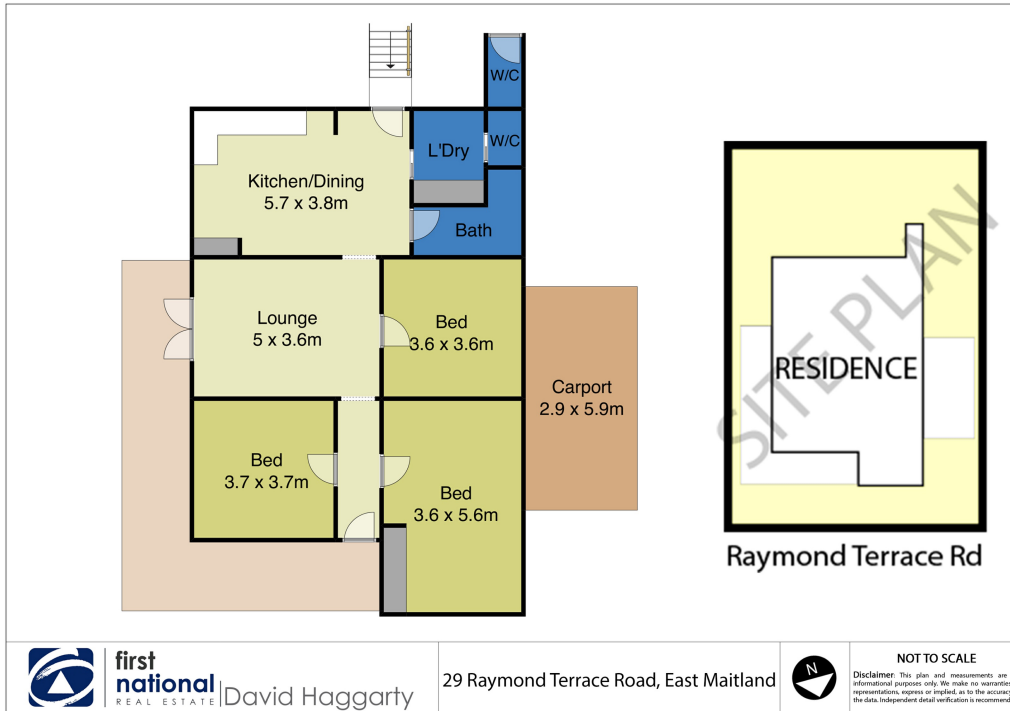 W/C
W/C
L'Dry
Kitchen/Dining
5.7 x 3.8m
Bath
Lounge
5 x 3.6m
Bed
3.6 x 3.6m
Carport
2.9 x 5.9m
Bed
3.7 x 3.7m
Bed
3.6 x 5.6m
SITE PLAN
RESIDENCE
Raymond Terrace Rd
first
national
REAL ESTATE
David Haggarty
29 Raymond Terrace Road, East Maitland
N
NOT TO SCALE
Disclaimer: This plan and measurements are
informational purposes only. We make no warranties
representations, express or implied, as to the accuracy
the data. Independent detail verification is recommend